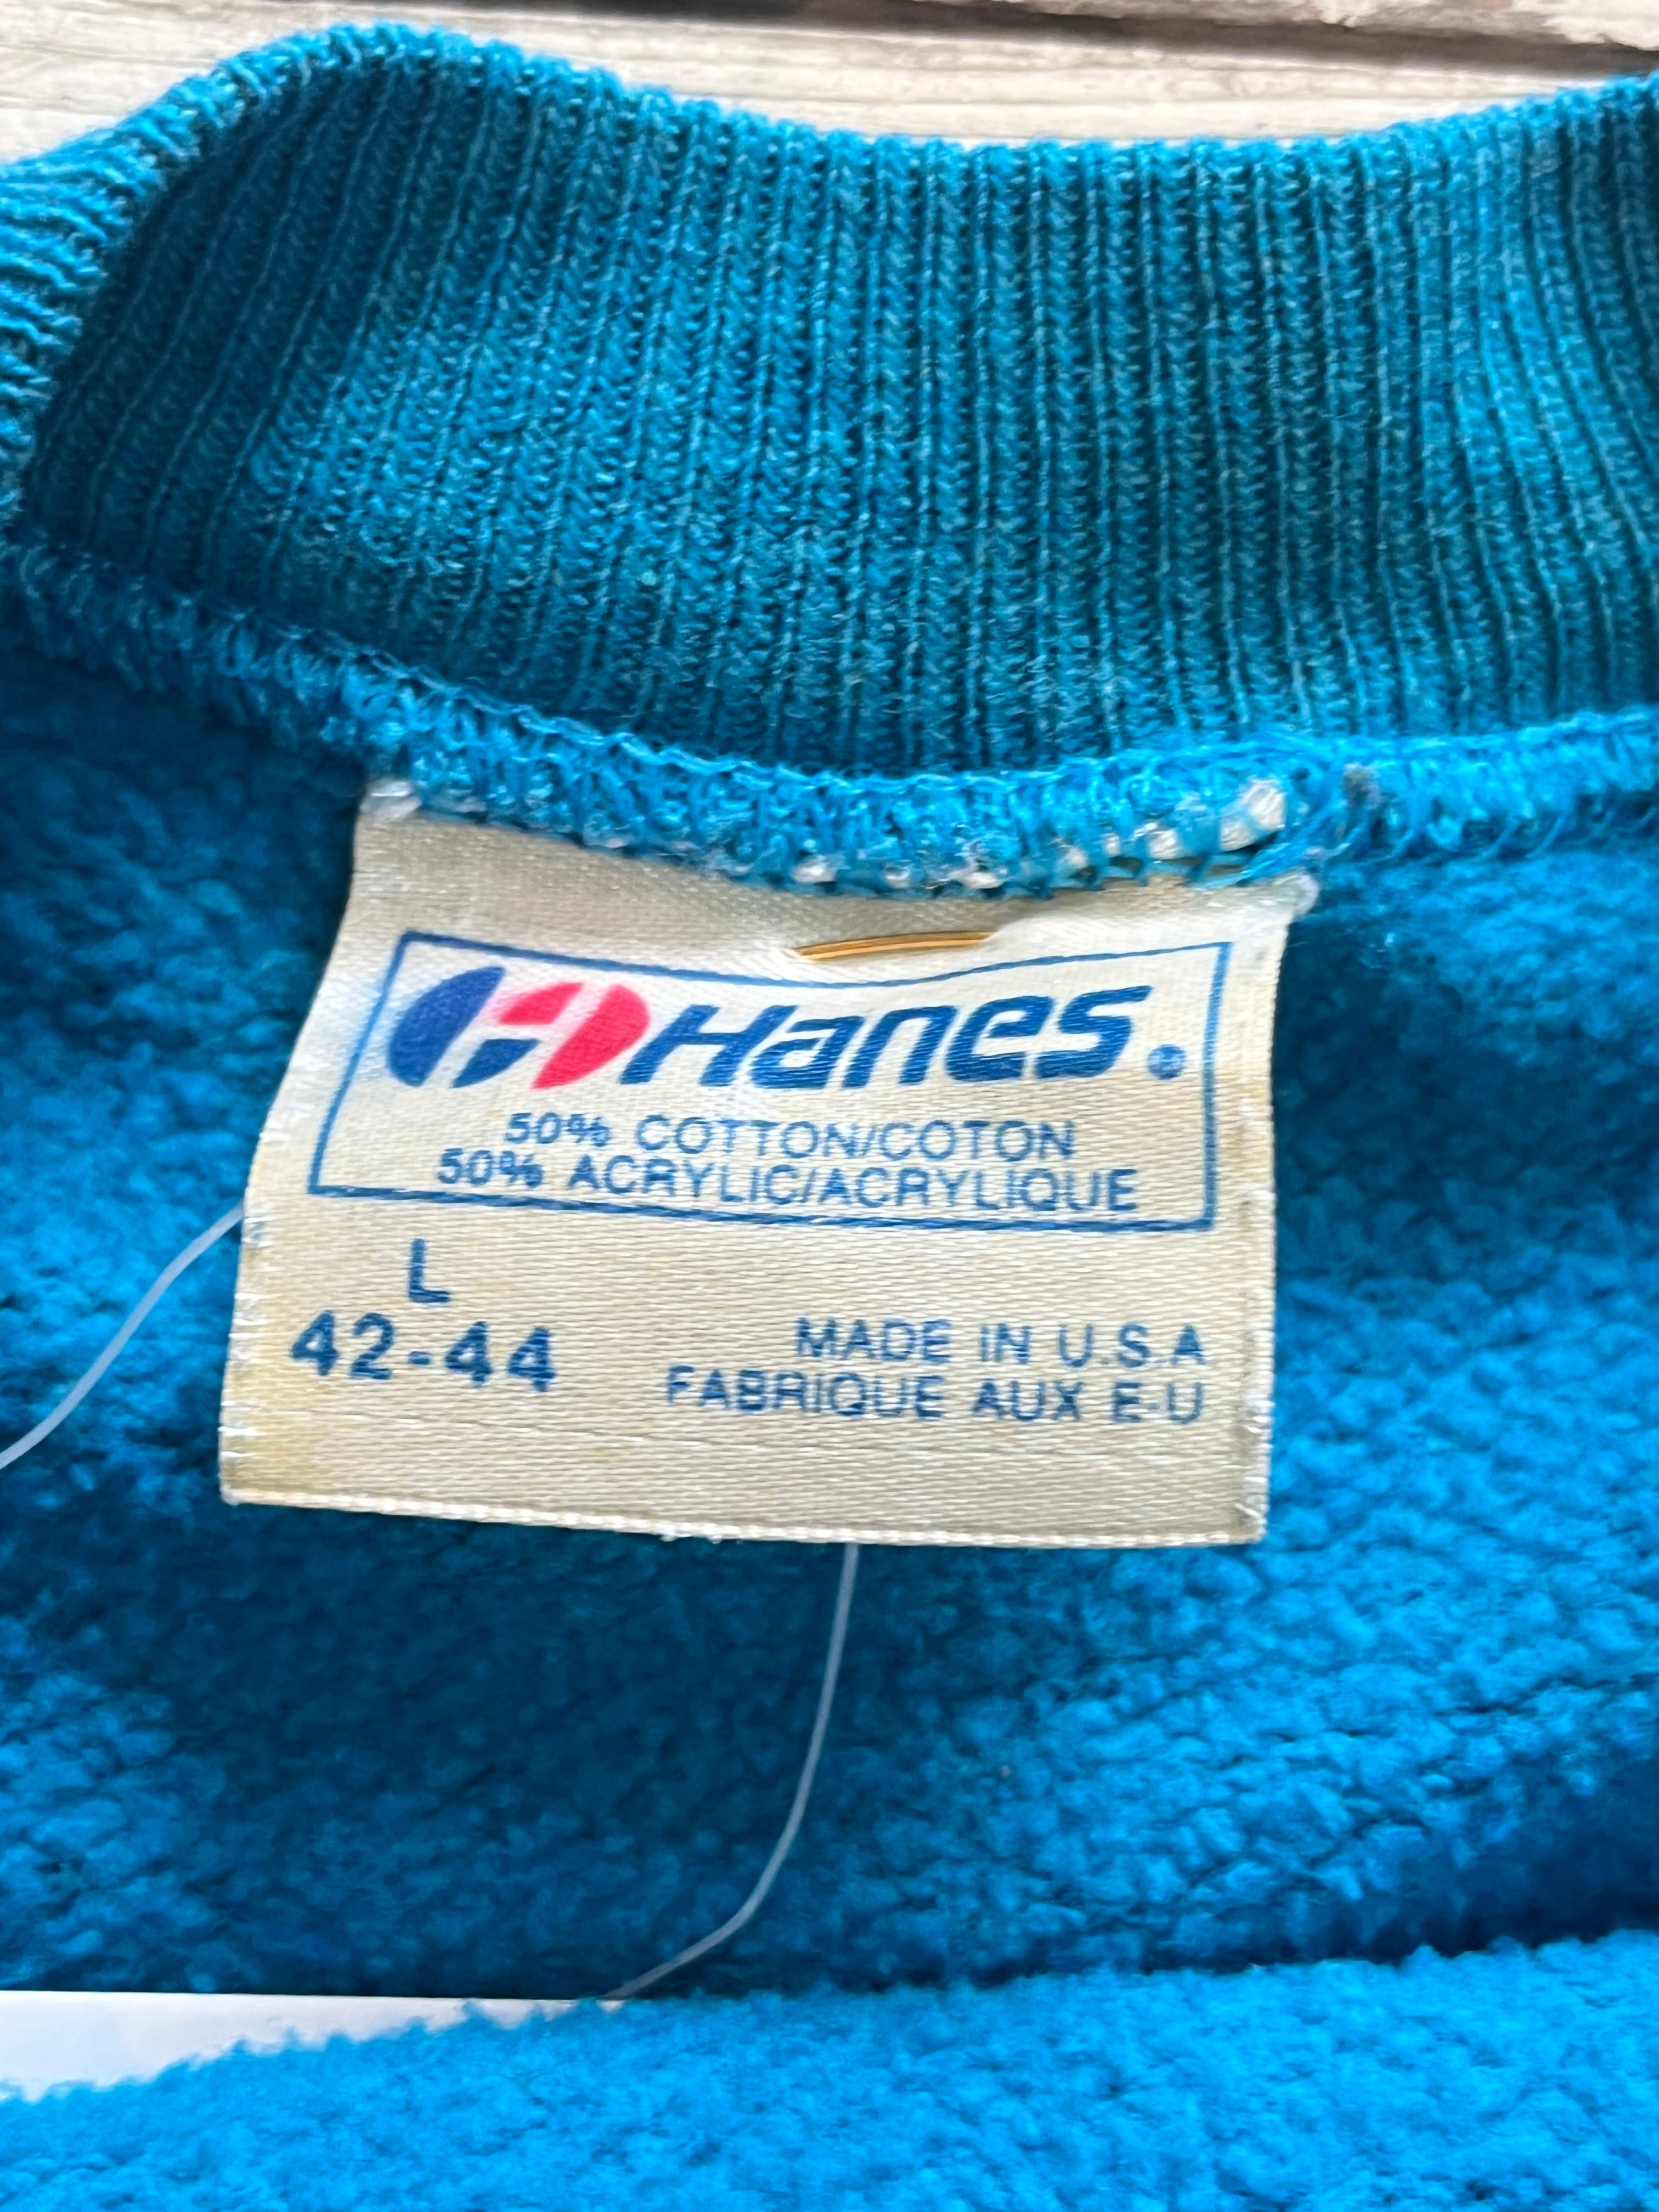 Hanes®
50% COTTON/COTON
50% ACRYLIC/ACRYLIQUE
L
42-44
MADE IN U.S.A
FABRIQUE AUX E-U